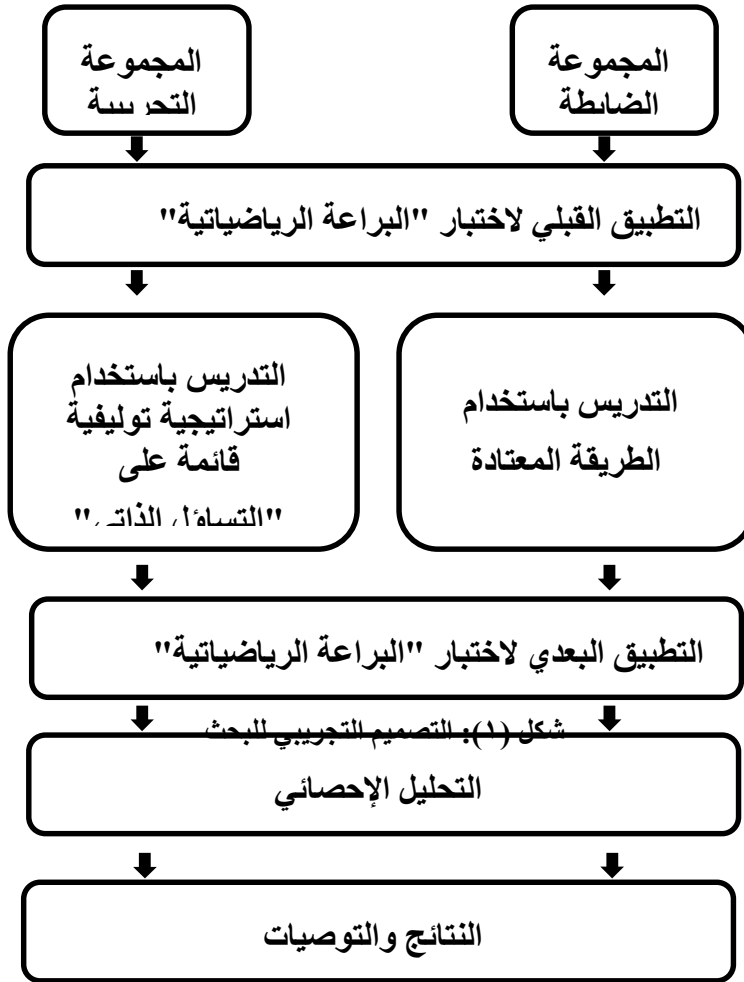 المجموعة
الضابطة
المجموعة
التجريبية
التطبيق القبلي لاختبار "البراعة الرياضياتية"
التدريس باستخدام
الطريقة المعتادة
التدريس باستخدام
استراتيجية توليفية
قائمة على
"التساؤل الذاتي"
التطبيق البعدي لاختبار "البراعة الرياضياتية"
شكل (١): التصميم التجريبي للبحث
التحليل الإحصائي
النتائج والتوصيات